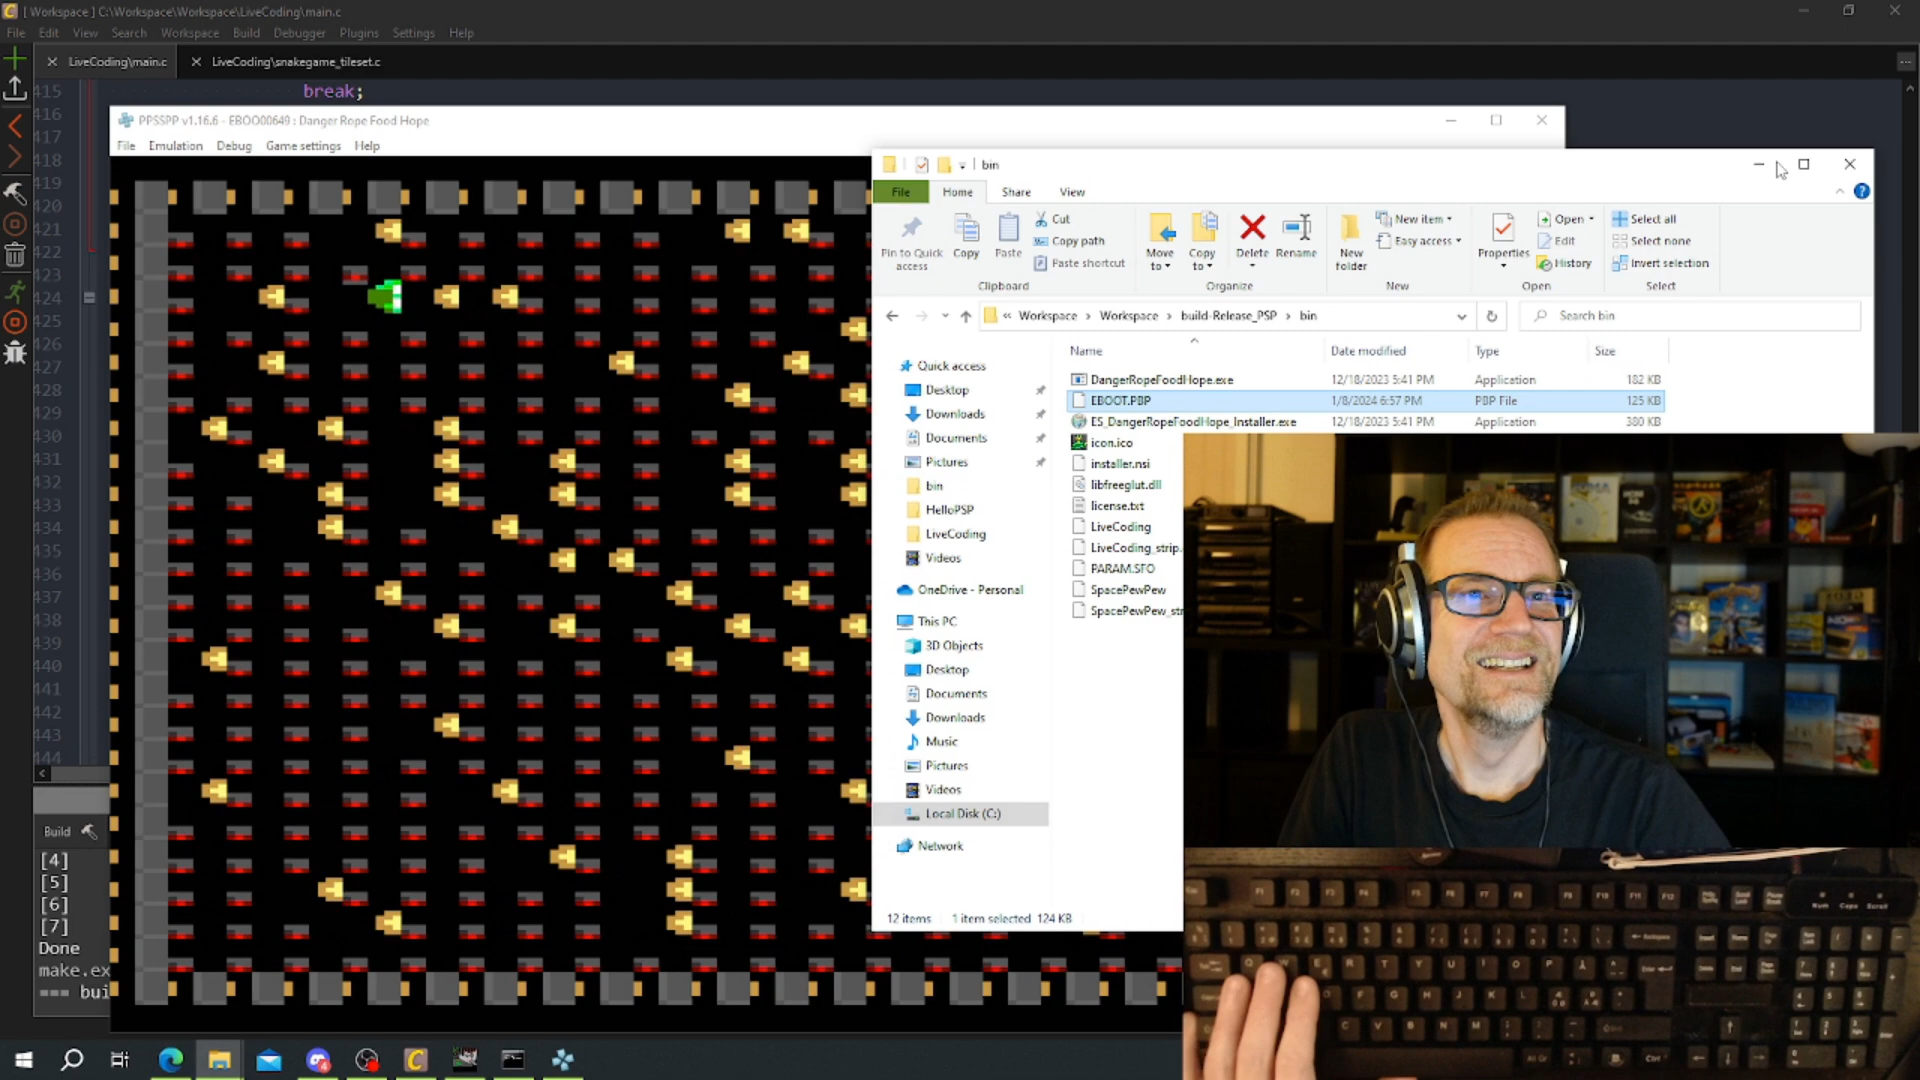 [ Workspace ] C:\Workspace\Workspace\LiveCoding\main.c
File Edit View Search Workspace Build Debugger Plugins Settings Help
LiveCoding\main.c LiveCoding\snakegame_tileset.c
415 break;
416
417
418
419
420
421
422
423
424
425
426
427
428
429
430
431
432
433
434
435
436
437
438
439
440
441
442
443
444
PPSSPP v1.16.6 - EBOO00649 : Danger Rope Food Hope
File Emulation Debug Game settings Help
bin
File Home Share View
Pin to Quick access
Copy
Paste
Cut
Copy path
Paste shortcut
Clipboard
Move to
Copy to
Delete
Rename
Organize
New folder
New item
Easy access
New
Properties
Open
Edit
History
Open
Select all
Select none
Invert selection
Select
« Workspace > Workspace > build-Release_PSP > bin
Search bin
Name Date modified Type Size
DangerRopeFoodHope.exe 12/18/2023 5:41 PM Application 182 KB
EBOOT.PBP 1/8/2024 6:57 PM PBP File 125 KB
ES_DangerRopeFoodHope_Installer.exe 12/18/2023 5:41 PM Application 380 KB
icon.ico
installer.nsi
libfreeglut.dll
license.txt
LiveCoding
LiveCoding_strip.
PARAM.SFO
SpacePewPew
SpacePewPew_str
Quick access
Desktop
Downloads
Documents
Pictures
bin
HelloPSP
LiveCoding
Videos
OneDrive - Personal
This PC
3D Objects
Desktop
Documents
Downloads
Music
Pictures
Videos
Local Disk (C:)
Network
12 items 1 item selected 124 KB
Build
[4]
[5]
[6]
[7]
Done
make.ex
=== bui